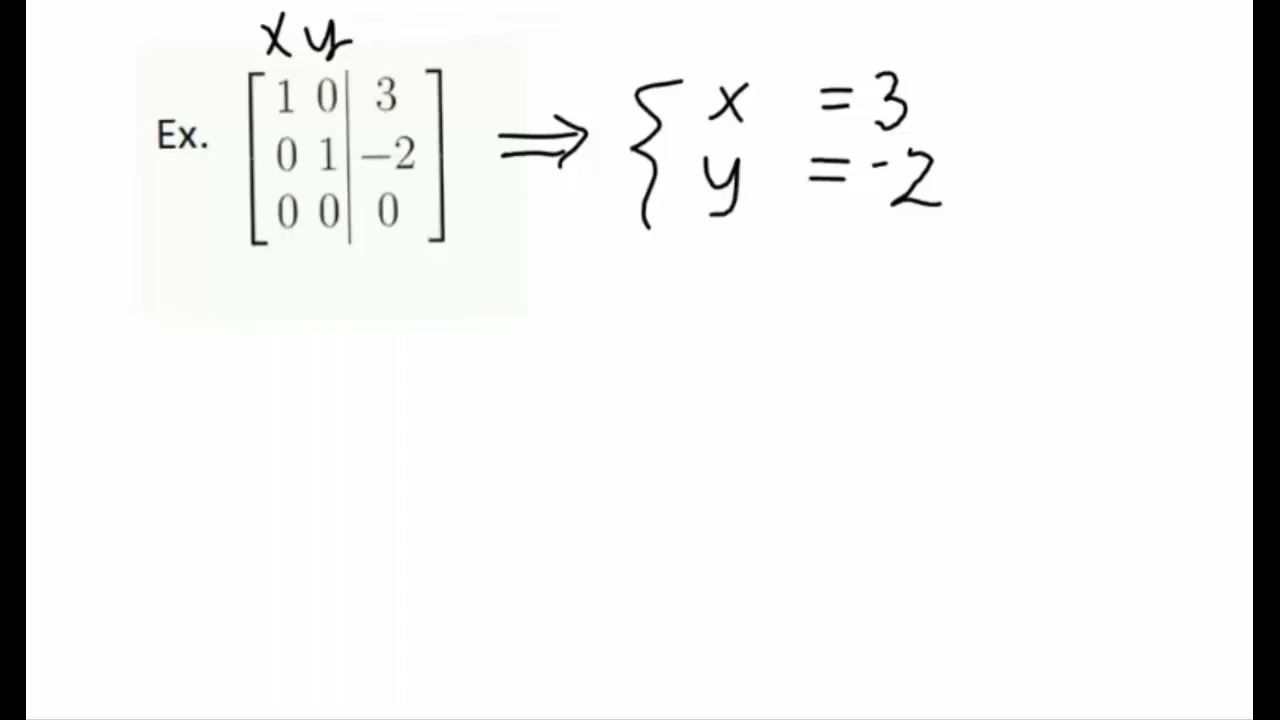 x y
Ex. [ 1 0 | 3 ] ⟹ { x = 3
0 1 | −2 y = -2
0 0 | 0